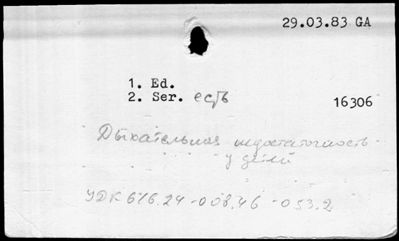 29.03.83 GA
1. Ed.
2. Ser. есть
16306
Дыхательная недостаточность
у детей
УДК 616.24-008.46-053.2